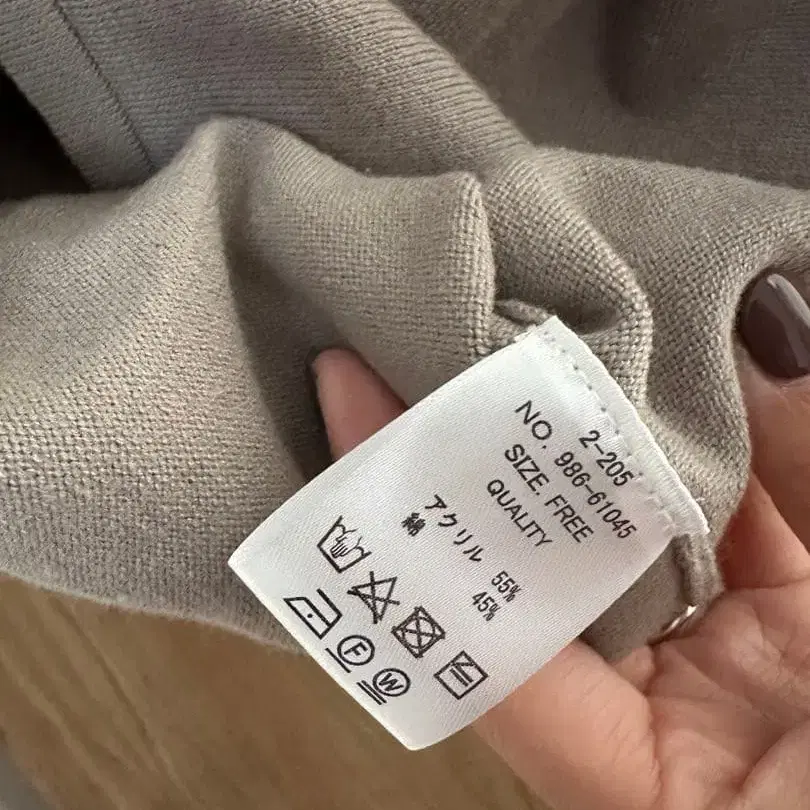 2-205
NO. 986-61045
SIZE. FREE
QUALITY
アクリル 55%
綿 45%
F W